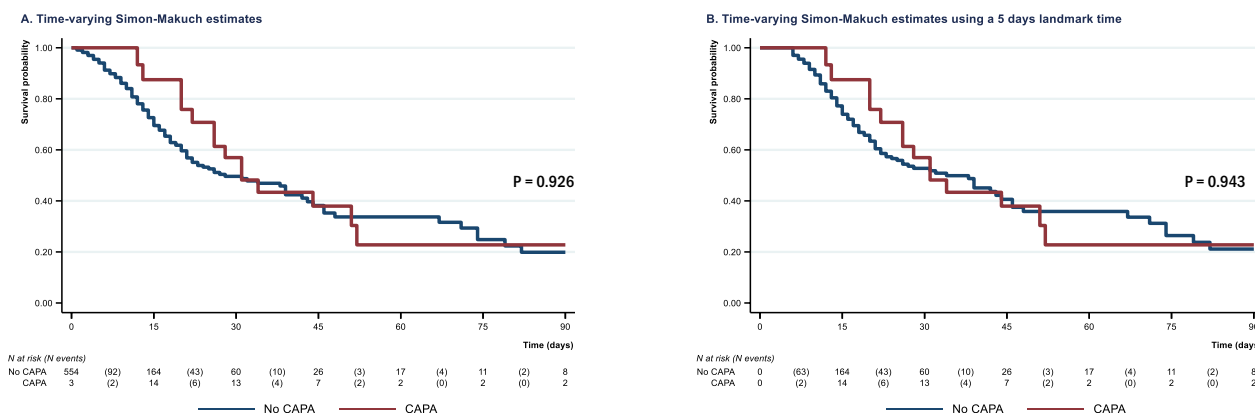 A. Time-varying Simon-Makuch estimates
Survival probability
1.00
0.80
0.60
0.40
0.20
0.00
P = 0.926
0 15 30 45 60 75 90
Time (days)
N at risk (N events)
No CAPA 554 (92) 164 (43) 60 (10) 26 (3) 17 (4) 11 (2) 8
CAPA 3 (2) 14 (6) 13 (4) 7 (2) 2 (0) 2 (0) 2
No CAPA CAPA
B. Time-varying Simon-Makuch estimates using a 5 days landmark time
Survival probability
1.00
0.80
0.60
0.40
0.20
0.00
P = 0.943
0 15 30 45 60 75 90
Time (days)
N at risk (N events)
No CAPA 0 (63) 164 (43) 60 (10) 26 (3) 17 (4) 11 (2) 8
CAPA 0 (2) 14 (6) 13 (4) 7 (2) 2 (0) 2 (0) 2
No CAPA CAPA